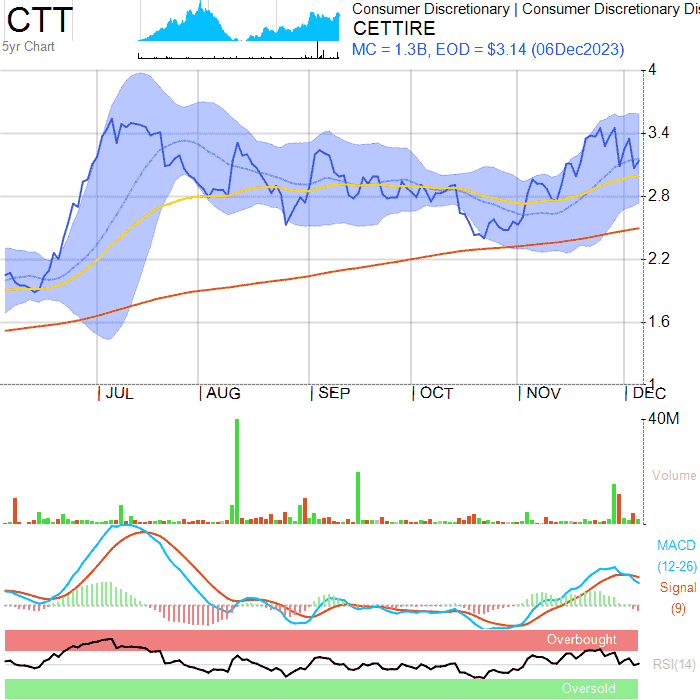 CTT
5yr Chart
Consumer Discretionary | Consumer Discretionary Dis
CETTIRE
MC = 1.3B, EOD = $3.14 (06Dec2023)
4
3.4
2.8
2.2
1.6
1
JUL
AUG
SEP
OCT
NOV
DEC
40M
Volume
MACD
(12-26)
Signal
(9)
Overbought
RSI(14)
Oversold